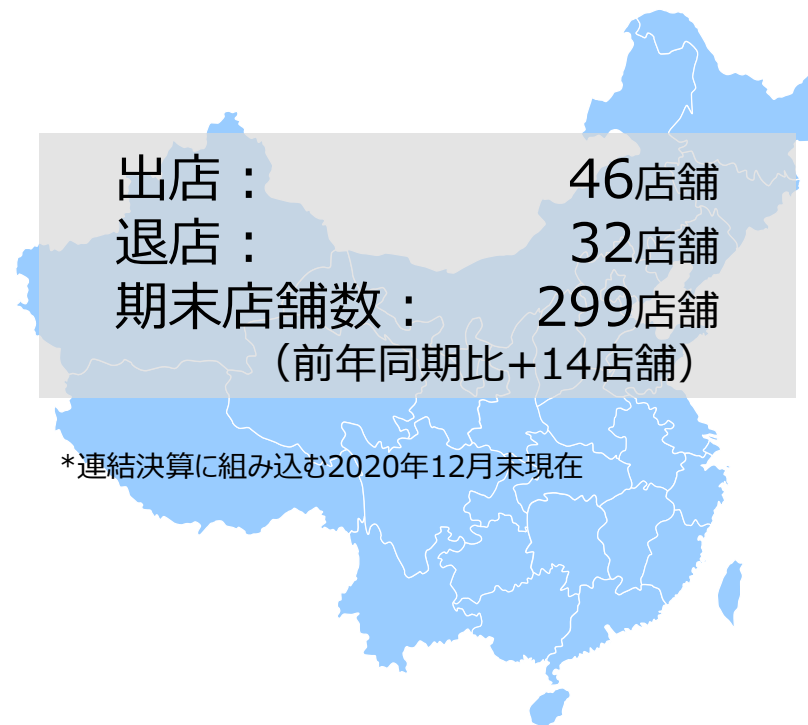 出店： 46店舗
退店： 32店舗
期末店舗数： 299店舗
（前年同期比+14店舗）
*連結決算に組み込む2020年12月末現在